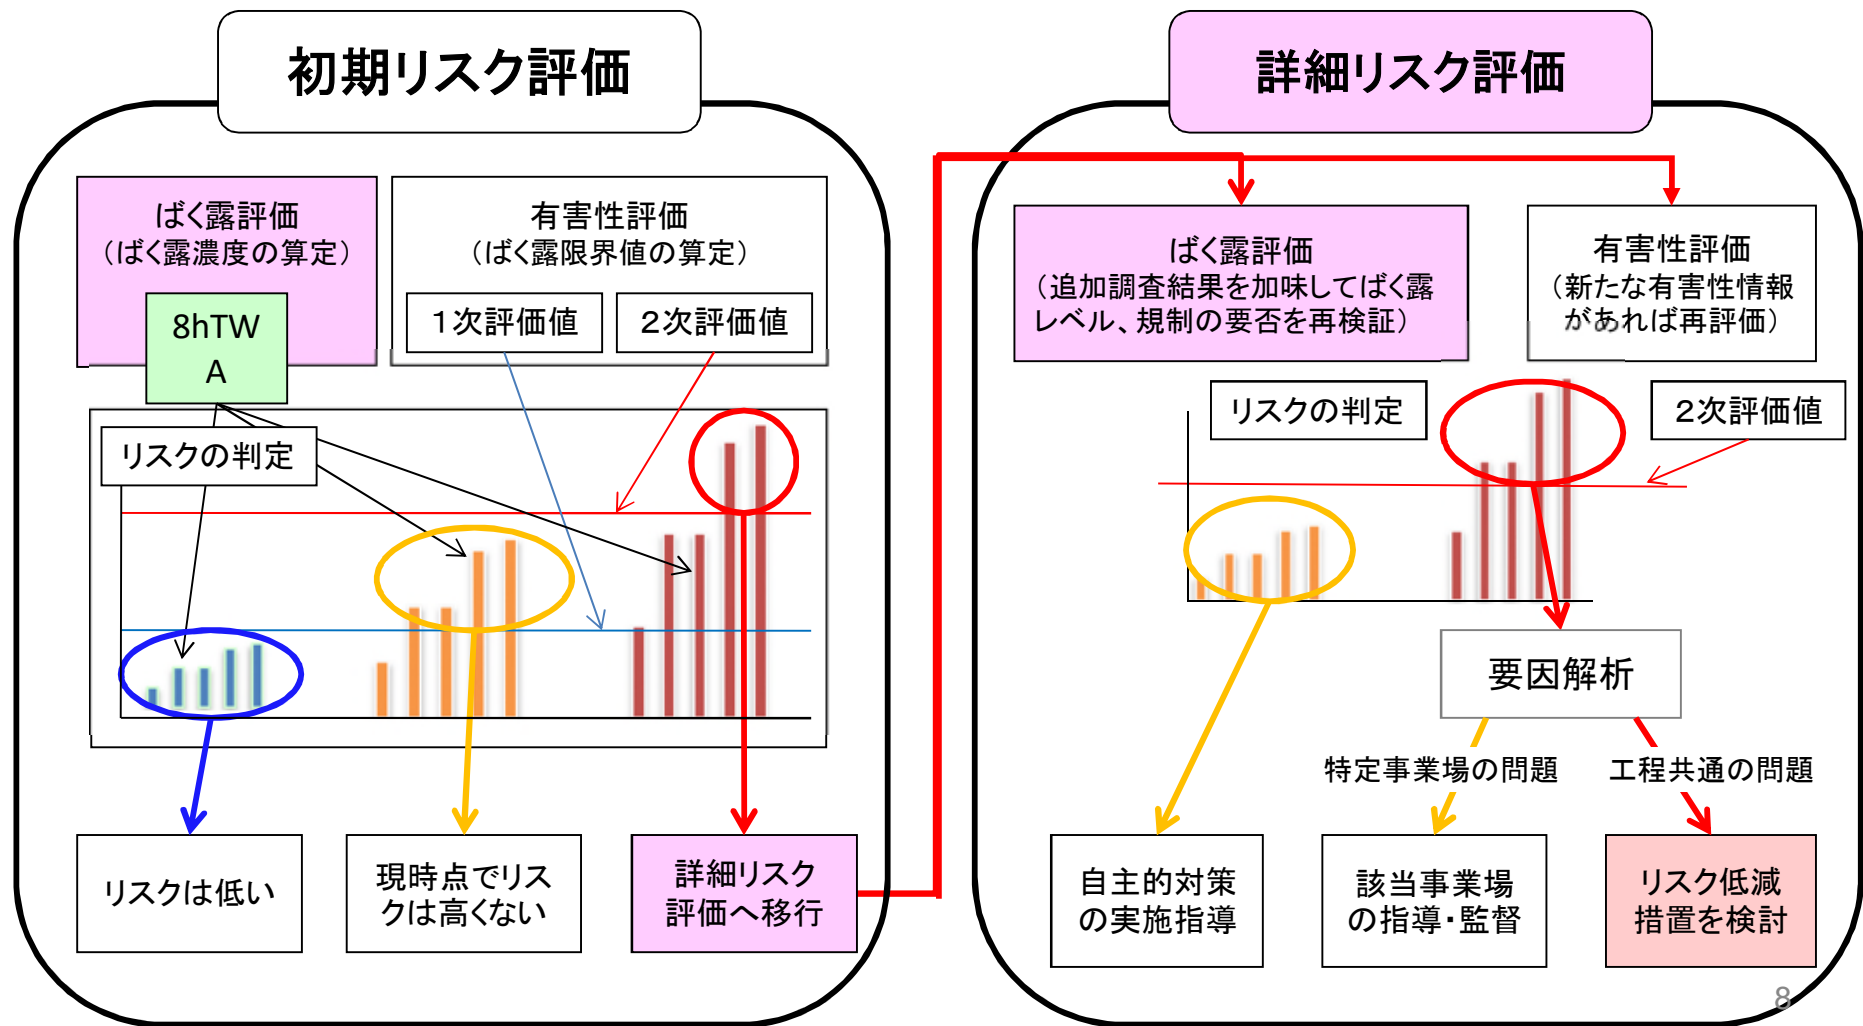 初期リスク評価
ばく露評価
（ばく露濃度の算定）
8hTW
A
有害性評価
（ばく露限界値の算定）
１次評価値
２次評価値
リスクの判定
リスクは低い
現時点でリス
クは高くない
詳細リスク
評価へ移行
詳細リスク評価
ばく露評価
（追加調査結果を加味してばく露
レベル、規制の要否を再検証）
有害性評価
（新たな有害性情報
があれば再評価）
リスクの判定
２次評価値
要因解析
特定事業場の問題
工程共通の問題
自主的対策
の実施指導
該当事業場
の指導・監督
リスク低減
措置を検討
8